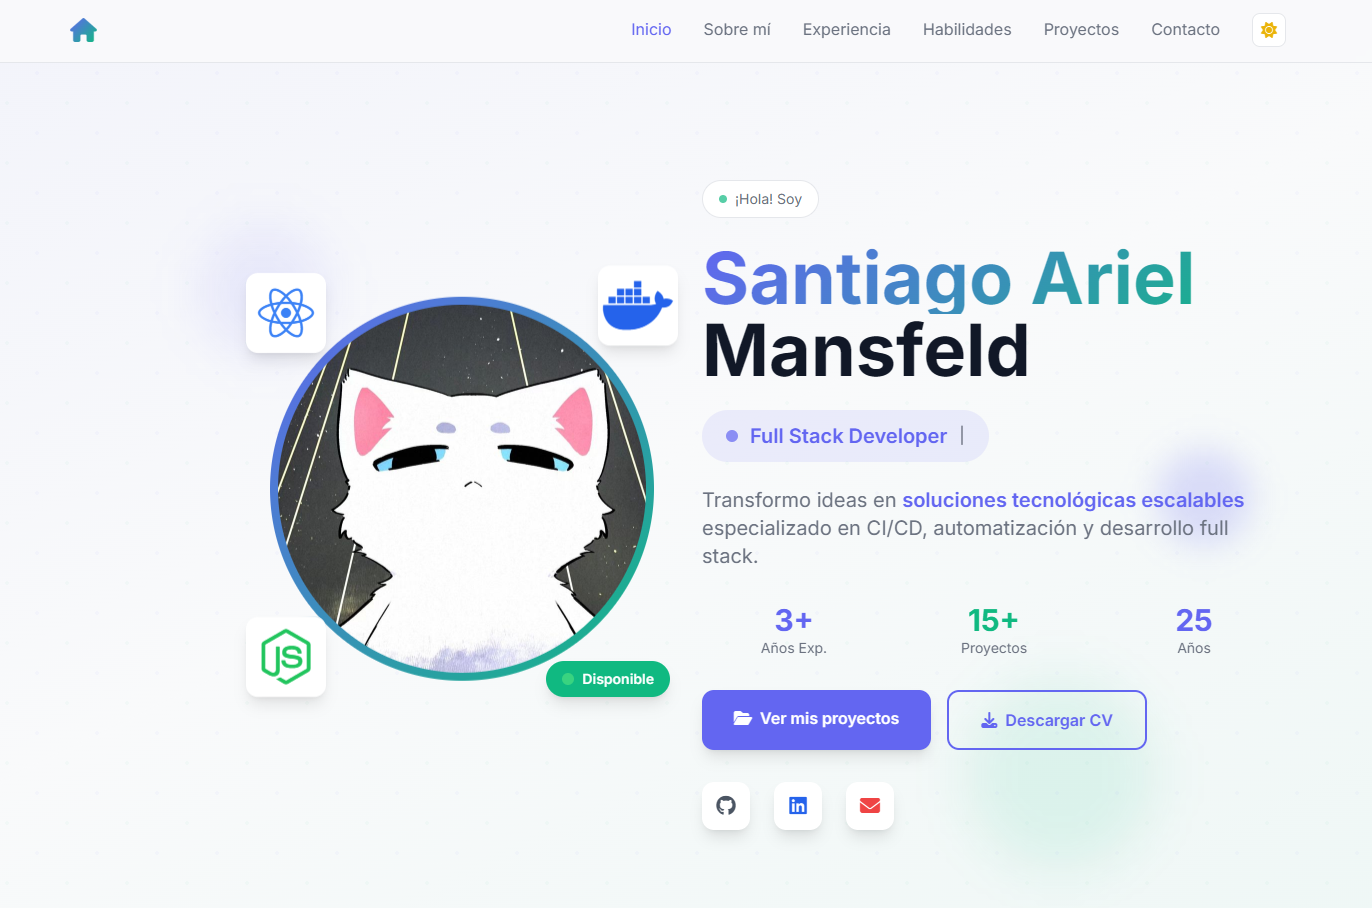 Inicio Sobre mí Experiencia Habilidades Proyectos Contacto
¡Hola! Soy
Santiago Ariel
Mansfeld
Full Stack Developer |
Transformo ideas en soluciones tecnológicas escalables
especializado en CI/CD, automatización y desarrollo full
stack.
3+ 15+ 25
Años Exp. Proyectos Años
JS
Disponible
Ver mis proyectos Descargar CV
in